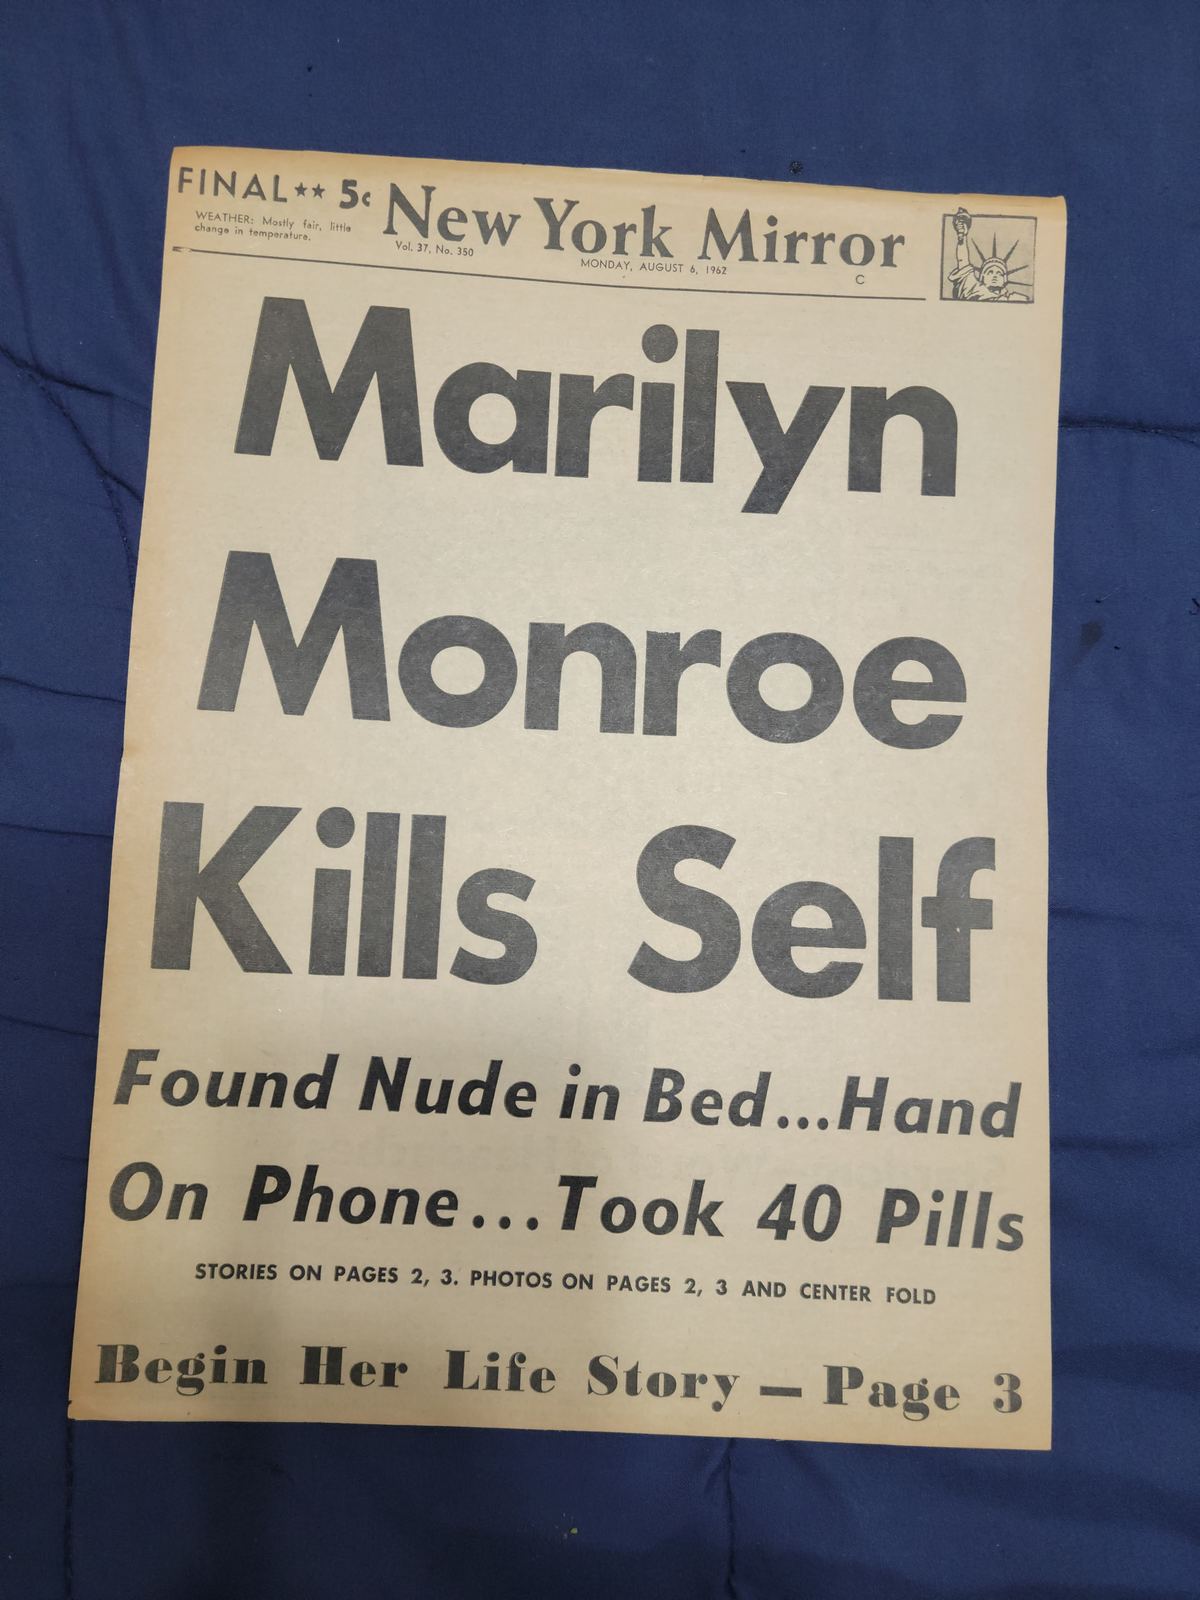 FINAL★★ 5¢ New York Mirror
WEATHER: Mostly fair, little
change in temperature.
Vol. 37, No. 350
MONDAY, AUGUST 6, 1962
C
Marilyn
Monroe
Kills Self
Found Nude in Bed...Hand
On Phone...Took 40 Pills
STORIES ON PAGES 2, 3. PHOTOS ON PAGES 2, 3 AND CENTER FOLD
Begin Her Life Story — Page 3